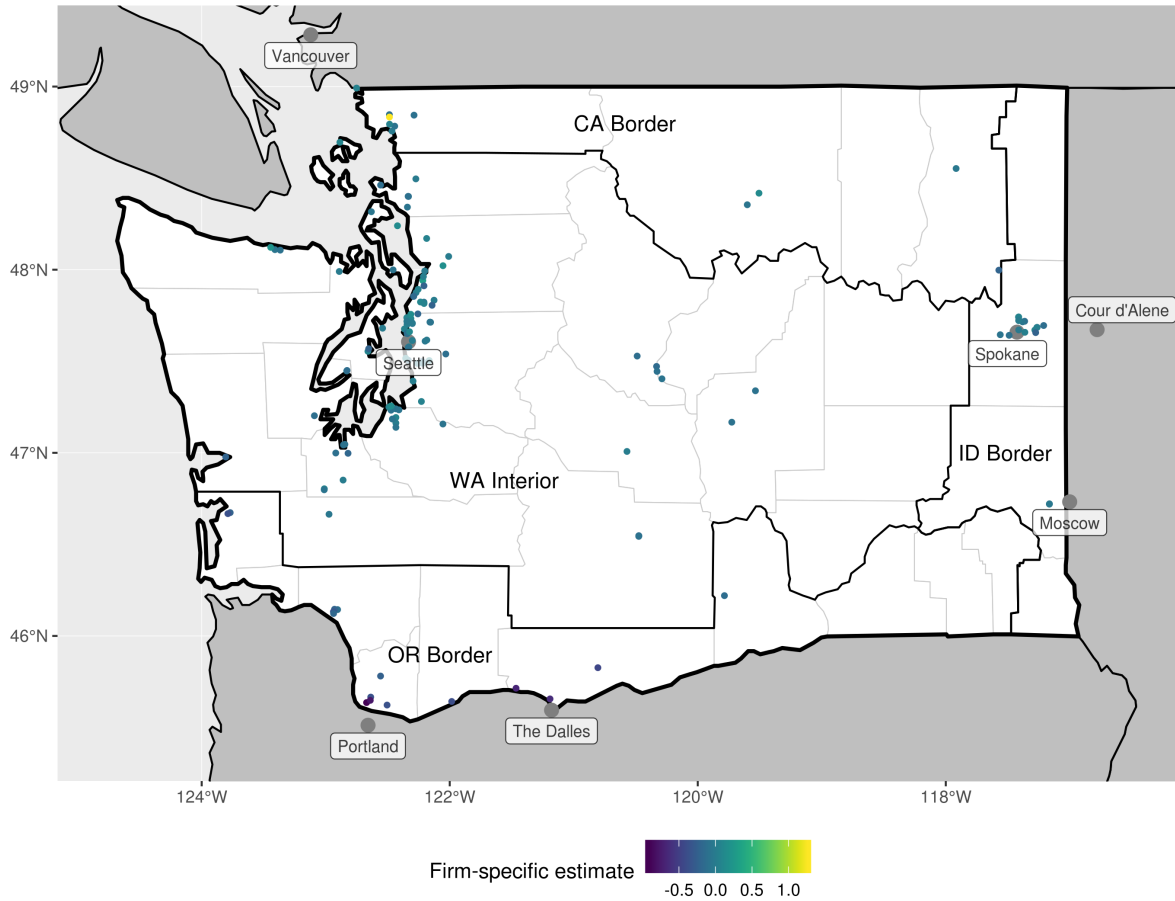 Vancouver
49°N
CA Border
48°N
Cour d'Alene
Spokane
Seattle
47°N
ID Border
WA Interior
Moscow
46°N
OR Border
The Dalles
Portland
124°W 122°W 120°W 118°W
Firm-specific estimate
-0.5 0.0 0.5 1.0